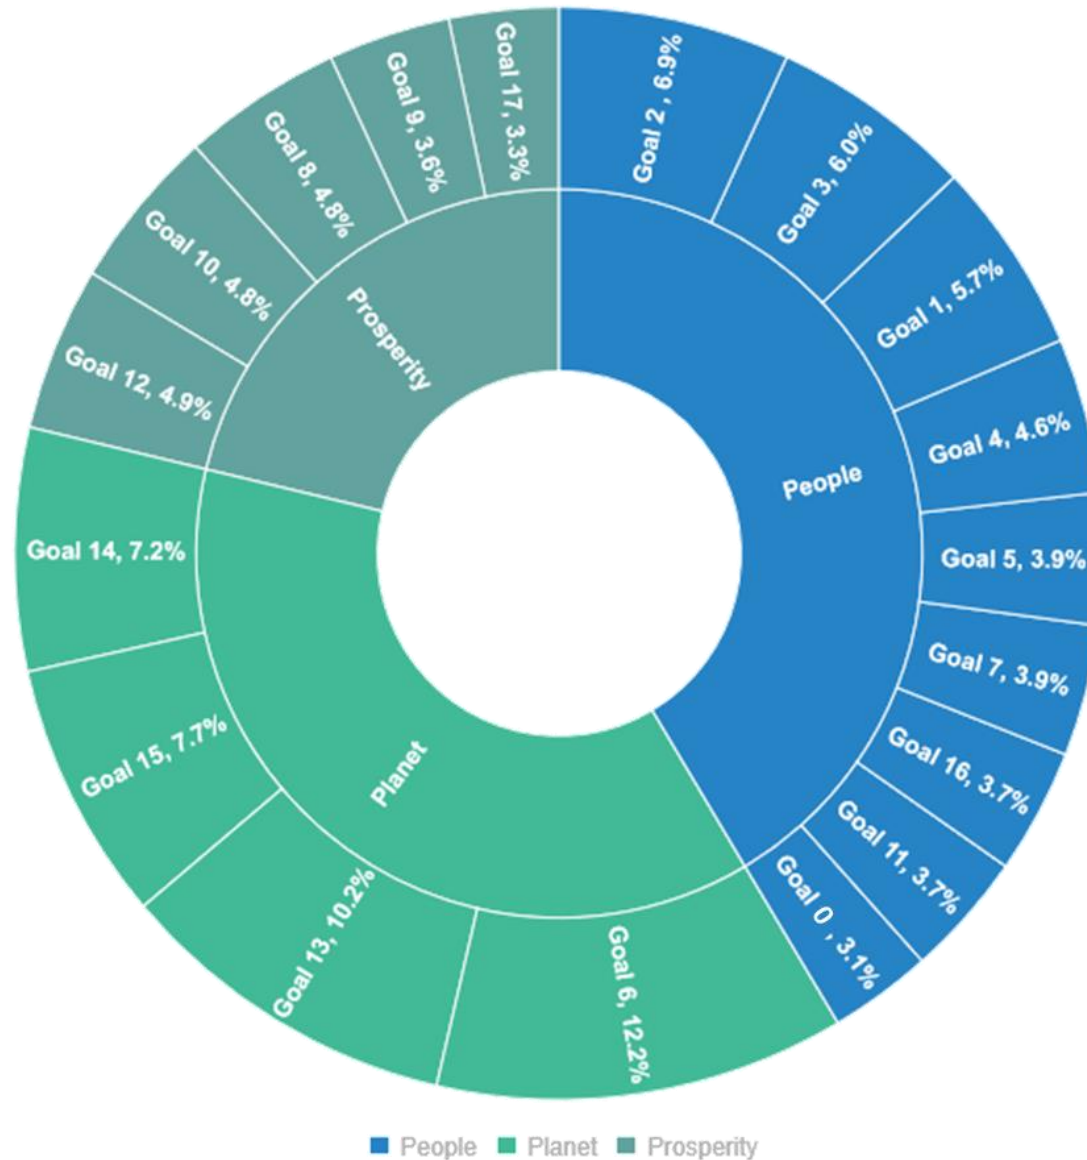 Goal 2 , 6.9%
Goal 3, 6.0%
Goal 1, 5.7%
Goal 4, 4.6%
Goal 5, 3.9%
Goal 7, 3.9%
Goal 16, 3.7%
Goal 11, 3.7%
Goal 0 , 3.1%
Goal 6, 12.2%
Goal 13, 10.2%
Goal 15, 7.7%
Goal 14, 7.2%
Goal 12, 4.9%
Goal 10, 4.8%
Goal 8, 4.8%
Goal 9, 3.6%
Goal 17, 3.3%
People
Planet
Prosperity
People Planet Prosperity